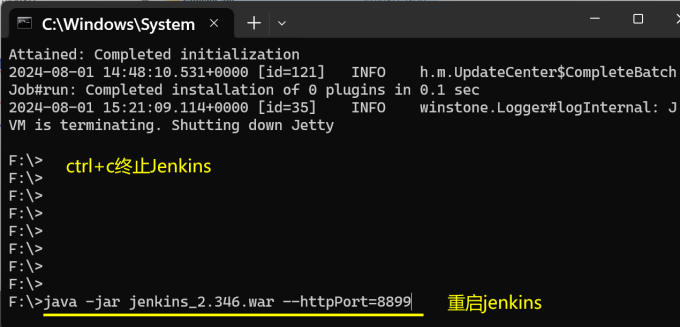 C:\Windows\System
Attained: Completed initialization
2024-08-01 14:48:10.531+0000 [id=121] INFO h.m.UpdateCenter$CompleteBatch
Job#run: Completed installation of 0 plugins in 0.1 sec
2024-08-01 15:21:09.114+0000 [id=35] INFO winstone.Logger#logInternal: J
VM is terminating. Shutting down Jetty
F:\>
ctrl+c终止Jenkins
F:\>
F:\>
F:\>
F:\>
F:\>
F:\>
F:\>
F:\>java -jar jenkins_2.346.war --httpPort=8899
重启jenkins